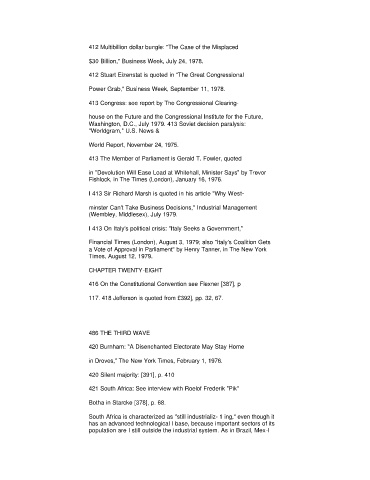 412 Multibillion dollar bungle: "The Case of the Misplaced
$30 Billion," Business Week, July 24, 1978.
412 Stuart Eizenstat is quoted in "The Great Congressional
Power Grab," Business Week, September 11, 1978.
413 Congress: see report by The Congressional Clearing-
house on the Future and the Congressional Institute for the Future,
Washington, D.C., July 1979. 413 Soviet decision paralysis:
"Worldgram," U.S. News &
World Report, November 24, 1975.
413 The Member of Parliament is Gerald T. Fowler, quoted
in "Devolution Will Ease Load at Whitehall, Minister Says" by Trevor
Fishlock, in The Times (London), January 16, 1976.
I 413 Sir Richard Marsh is quoted in his article "Why West-
minster Can't Take Business Decisions," Industrial Management
(Wembley, Middlesex), July 1979.
I 413 On Italy's political crisis: "Italy Seeks a Government,"
Financial Times (London), August 3, 1979; also "Italy's Coalition Gets
a Vote of Approval in Parliament" by Henry Tanner, in The New York
Times, August 12, 1979.
CHAPTER TWENTY-EIGHT
416 On the Constitutional Convention see Flexner [387], p
117. 418 Jefferson is quoted from £392], pp. 32, 67.
486 THE THIRD WAVE
420 Burnham: "A Disenchanted Electorate May Stay Home
in Droves," The New York Times, February 1, 1976.
420 Silent majority: [391], p. 410
421 South Africa: See interview with Roelof Frederik "Pik"
Botha in Starcke [378], p. 68.
South Africa is characterized as "still industrializ- 1 ing," even though it
has an advanced technological I base, because important sectors of its
population are I still outside the industrial system. As in Brazil, Mex-I